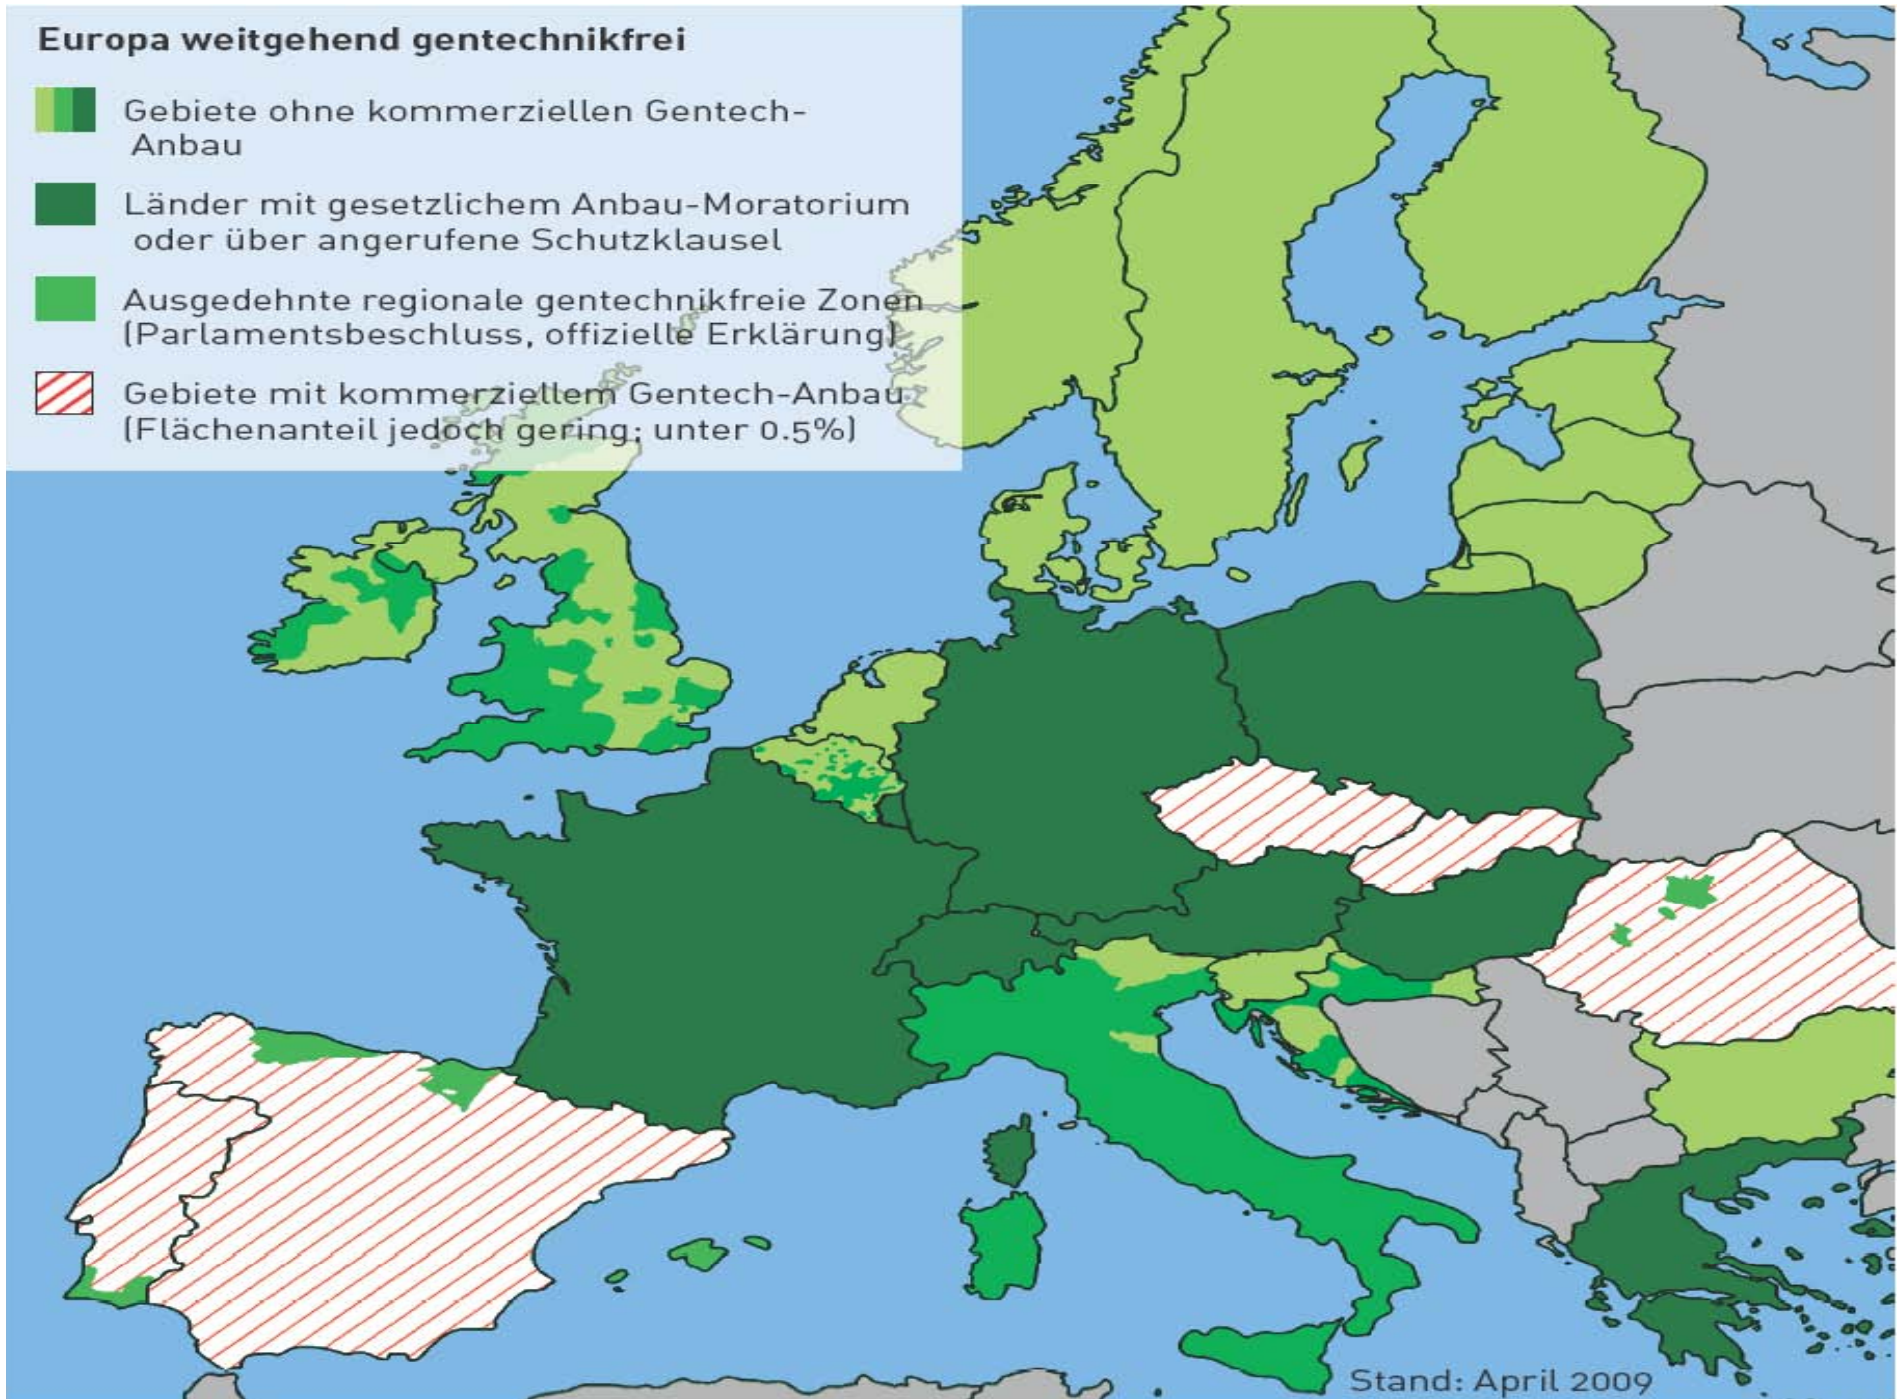 Europa weitgehend gentechnikfrei
Gebiete ohne kommerziellen Gentech-
Anbau
Länder mit gesetzlichem Anbau-Moratorium
oder über angerufene Schutzklausel
Ausgedehnte regionale gentechnikfreie Zonen
(Parlamentsbeschluss, offizielle Erklärung)
Gebiete mit kommerziellem Gentech-Anbau
(Flächenanteil jedoch gering; unter 0.5%)
Stand: April 2009